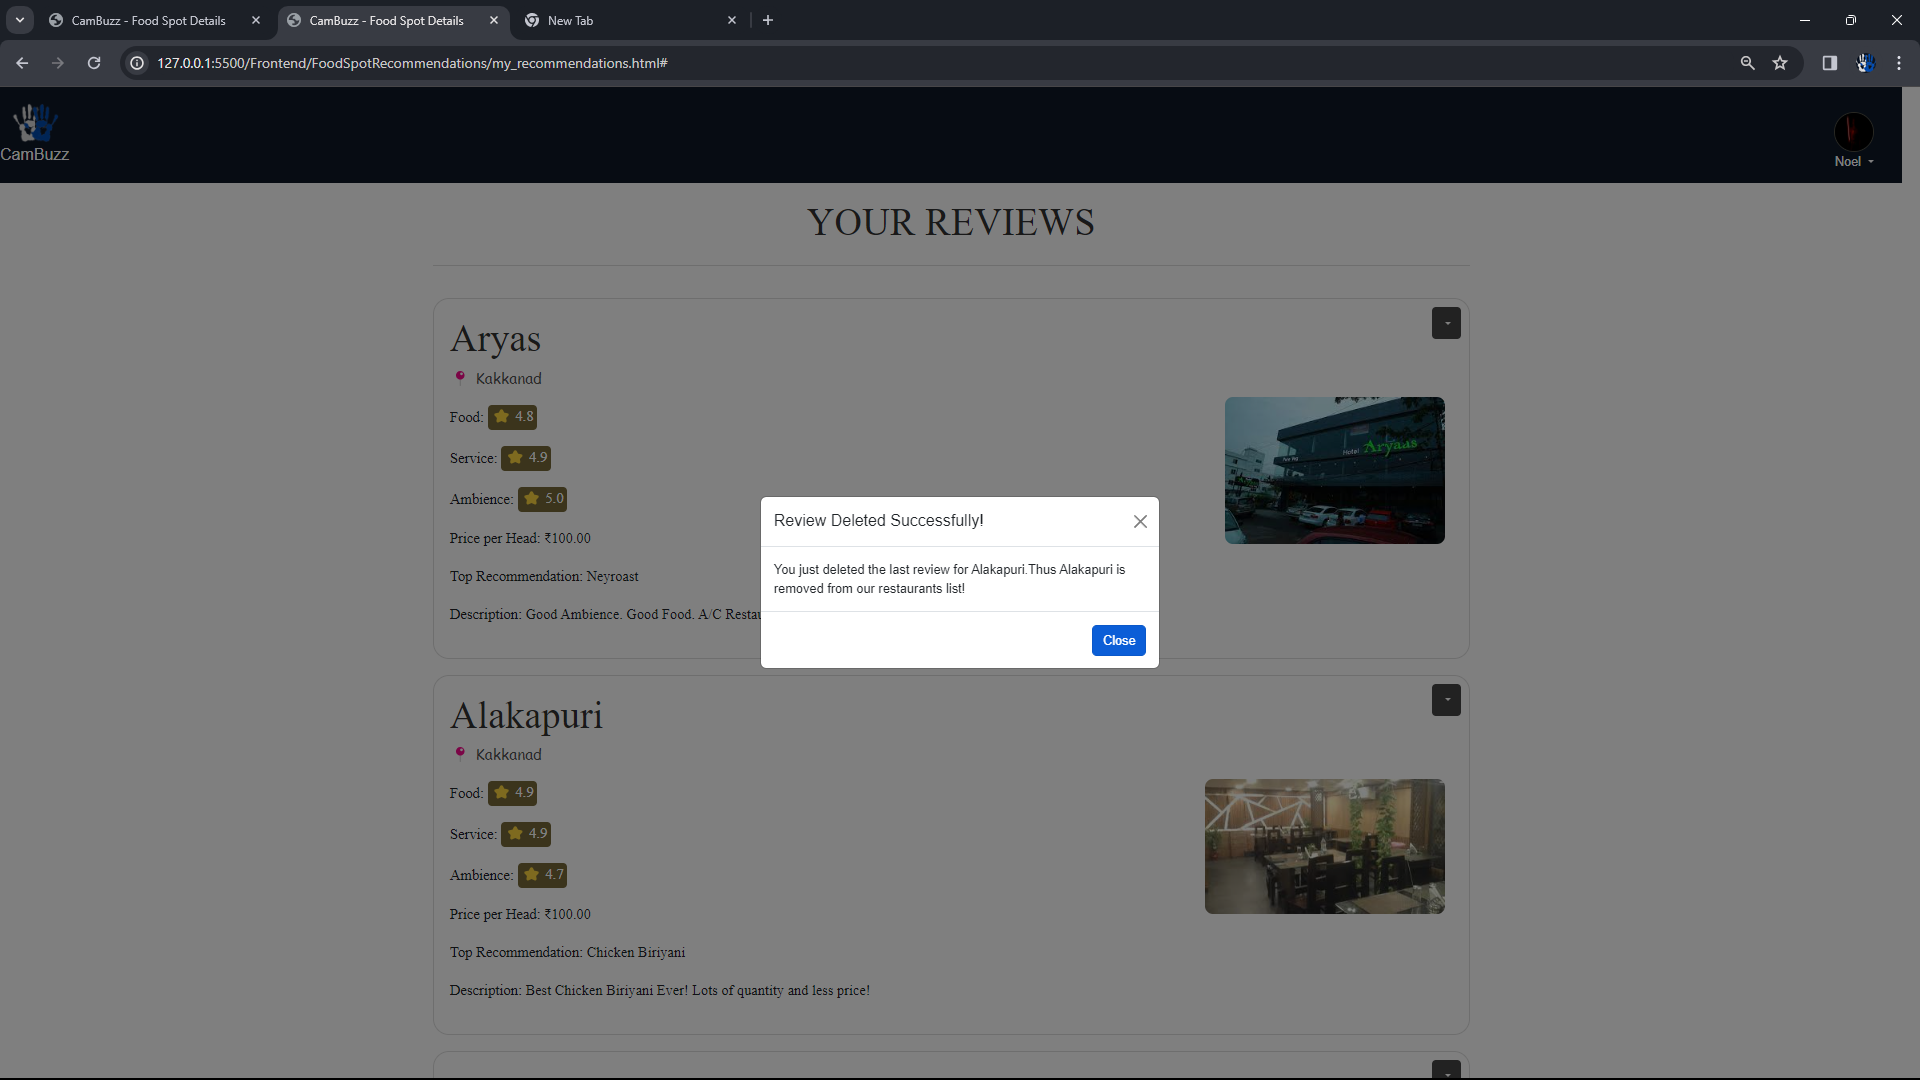 CamBuzz - Food Spot Details
CamBuzz - Food Spot Details
New Tab
127.0.0.1:5500/Frontend/FoodSpotRecommendations/my_recommendations.html#
CamBuzz
Noel
YOUR REVIEWS
Aryas
Kakkanad
Food: 4.8
Service: 4.9
Ambience: 5.0
Price per Head: ₹100.00
Top Recommendation: Neyroast
Description: Good Ambience. Good Food. A/C Restau
Hotel Aryaas
Review Deleted Successfully!
You just deleted the last review for Alakapuri.Thus Alakapuri is
removed from our restaurants list!
Close
Alakapuri
Kakkanad
Food: 4.9
Service: 4.9
Ambience: 4.7
Price per Head: ₹100.00
Top Recommendation: Chicken Biriyani
Description: Best Chicken Biriyani Ever! Lots of quantity and less price!